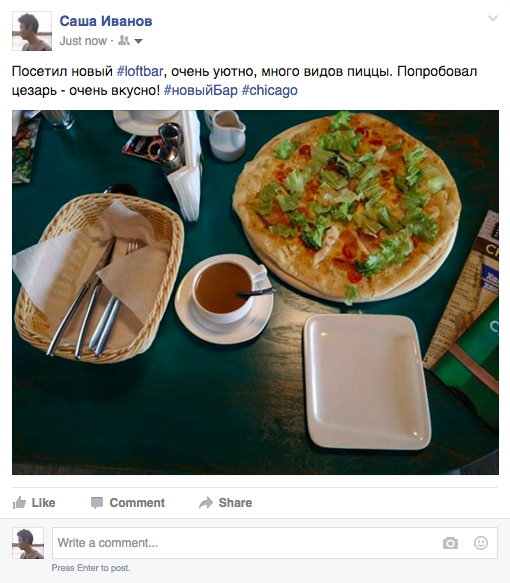 Саша Иванов
Just now ·
Посетил новый #loftbar, очень уютно, много видов пиццы. Попробовал
цезарь - очень вкусно! #новыйБар #chicago
Like Comment Share
Write a comment...
Press Enter to post.